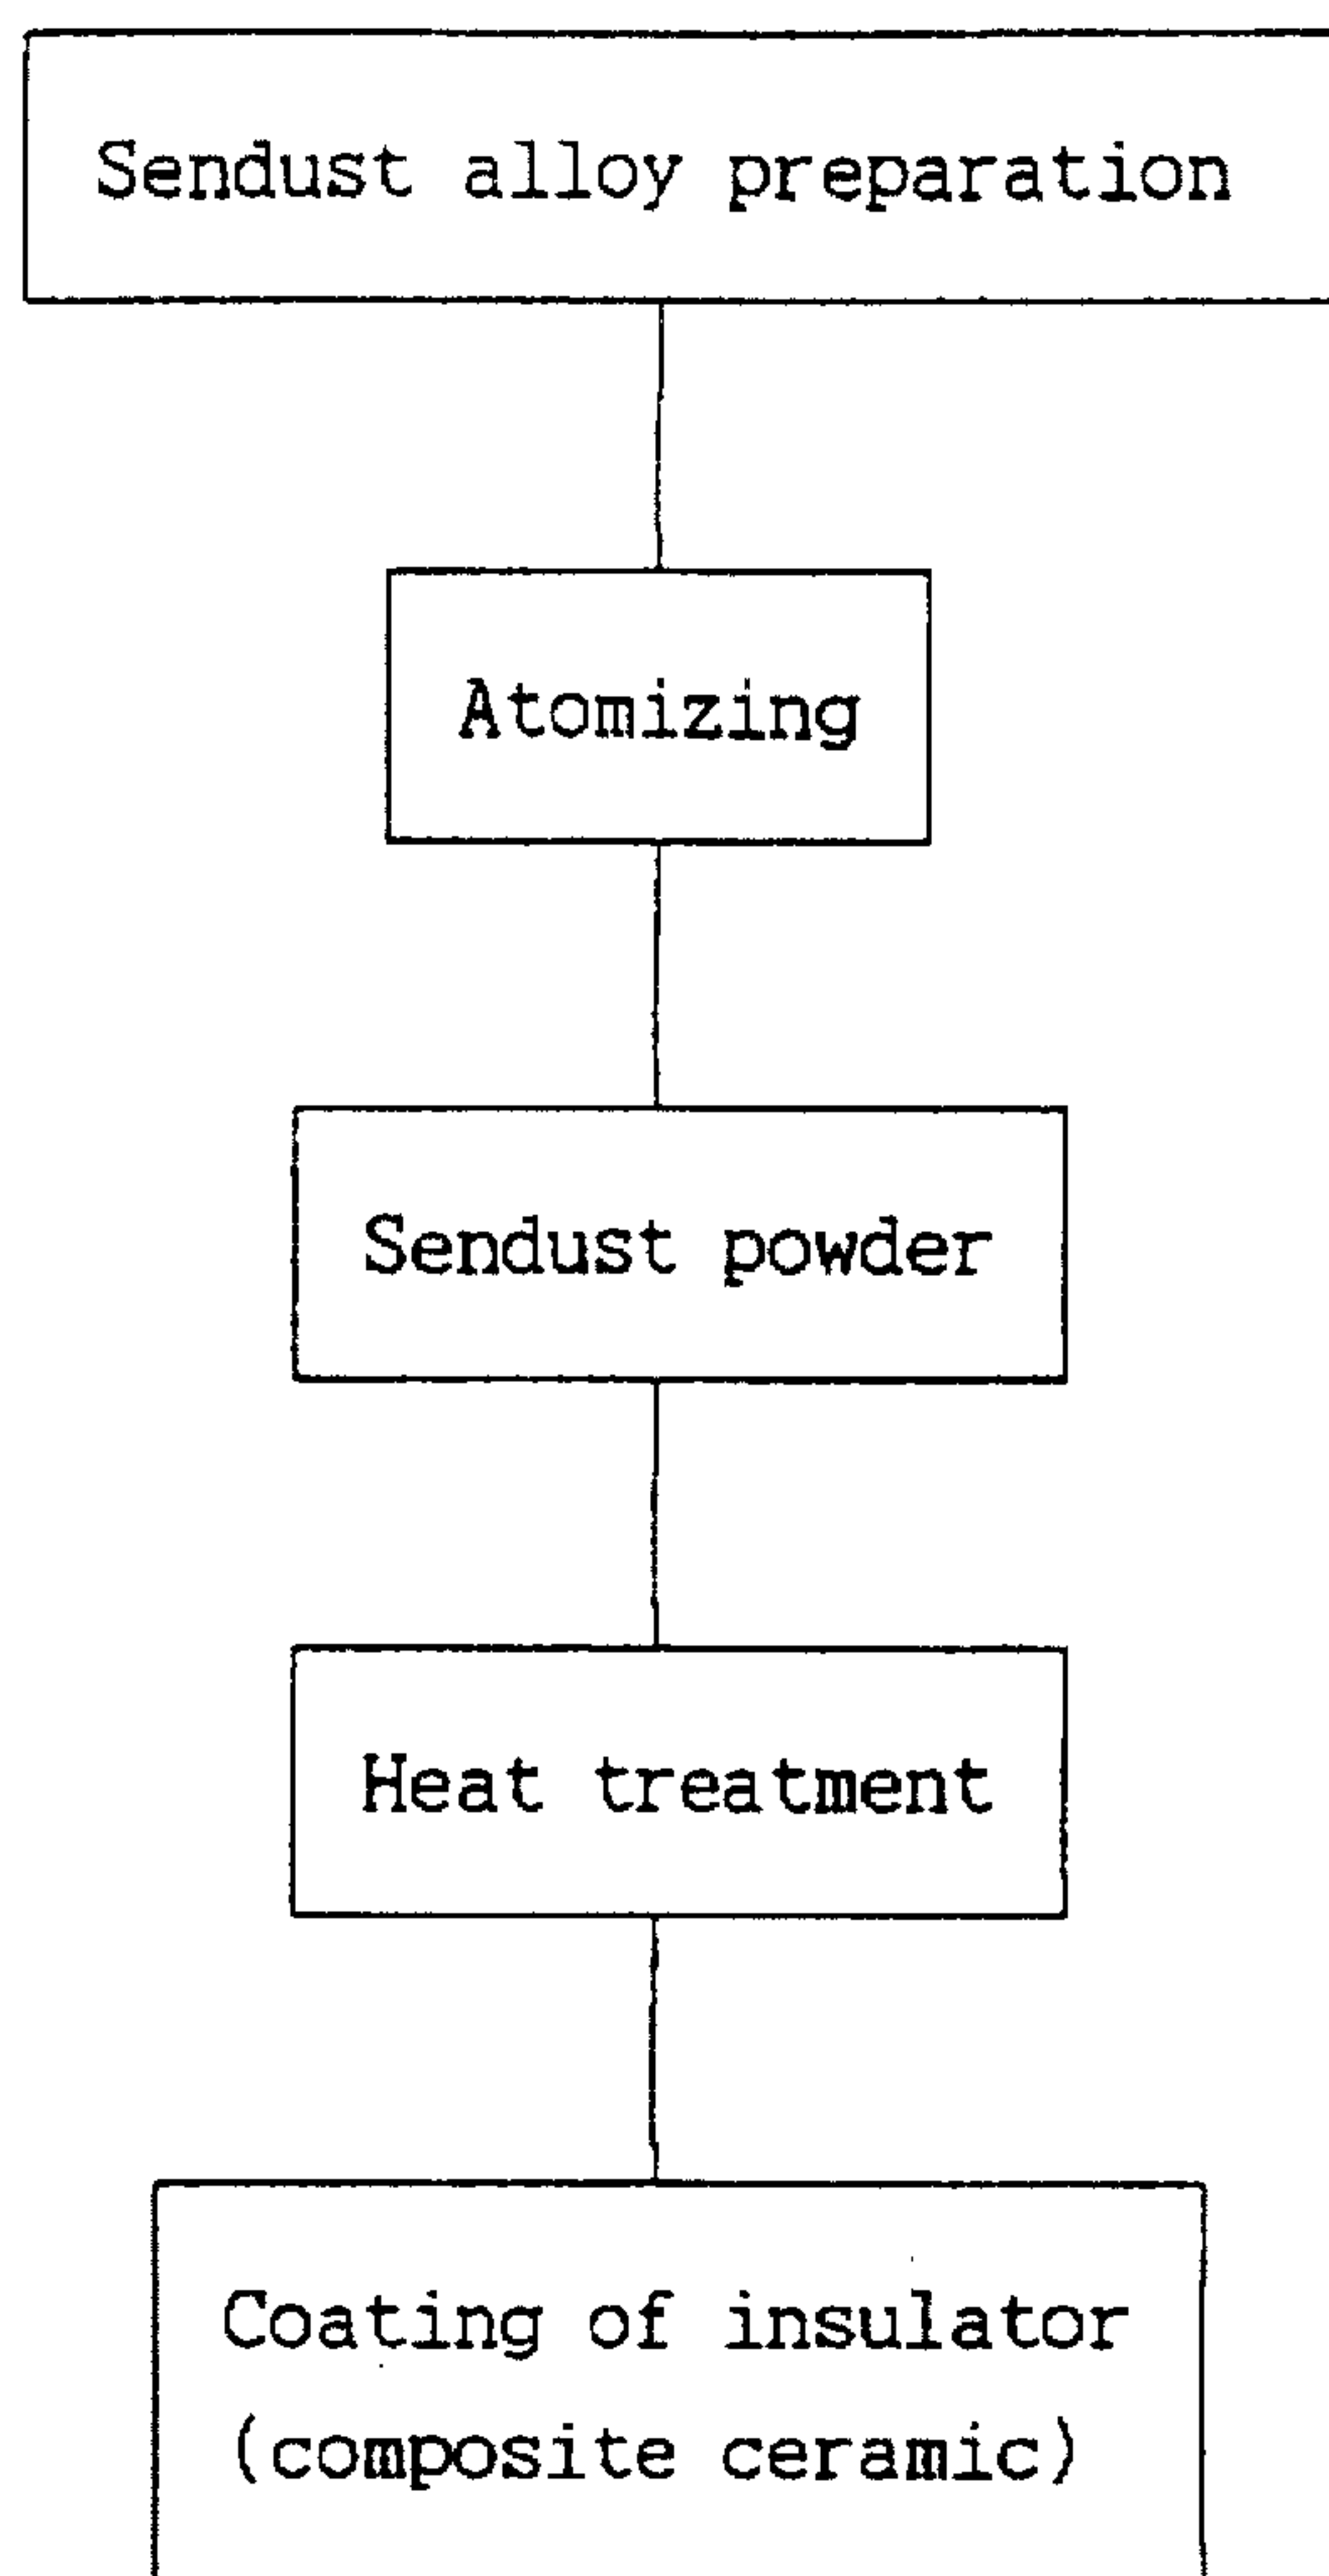 Sendust alloy preparation
Atomizing
Sendust powder
Heat treatment
Coating of insulator
(composite ceramic)